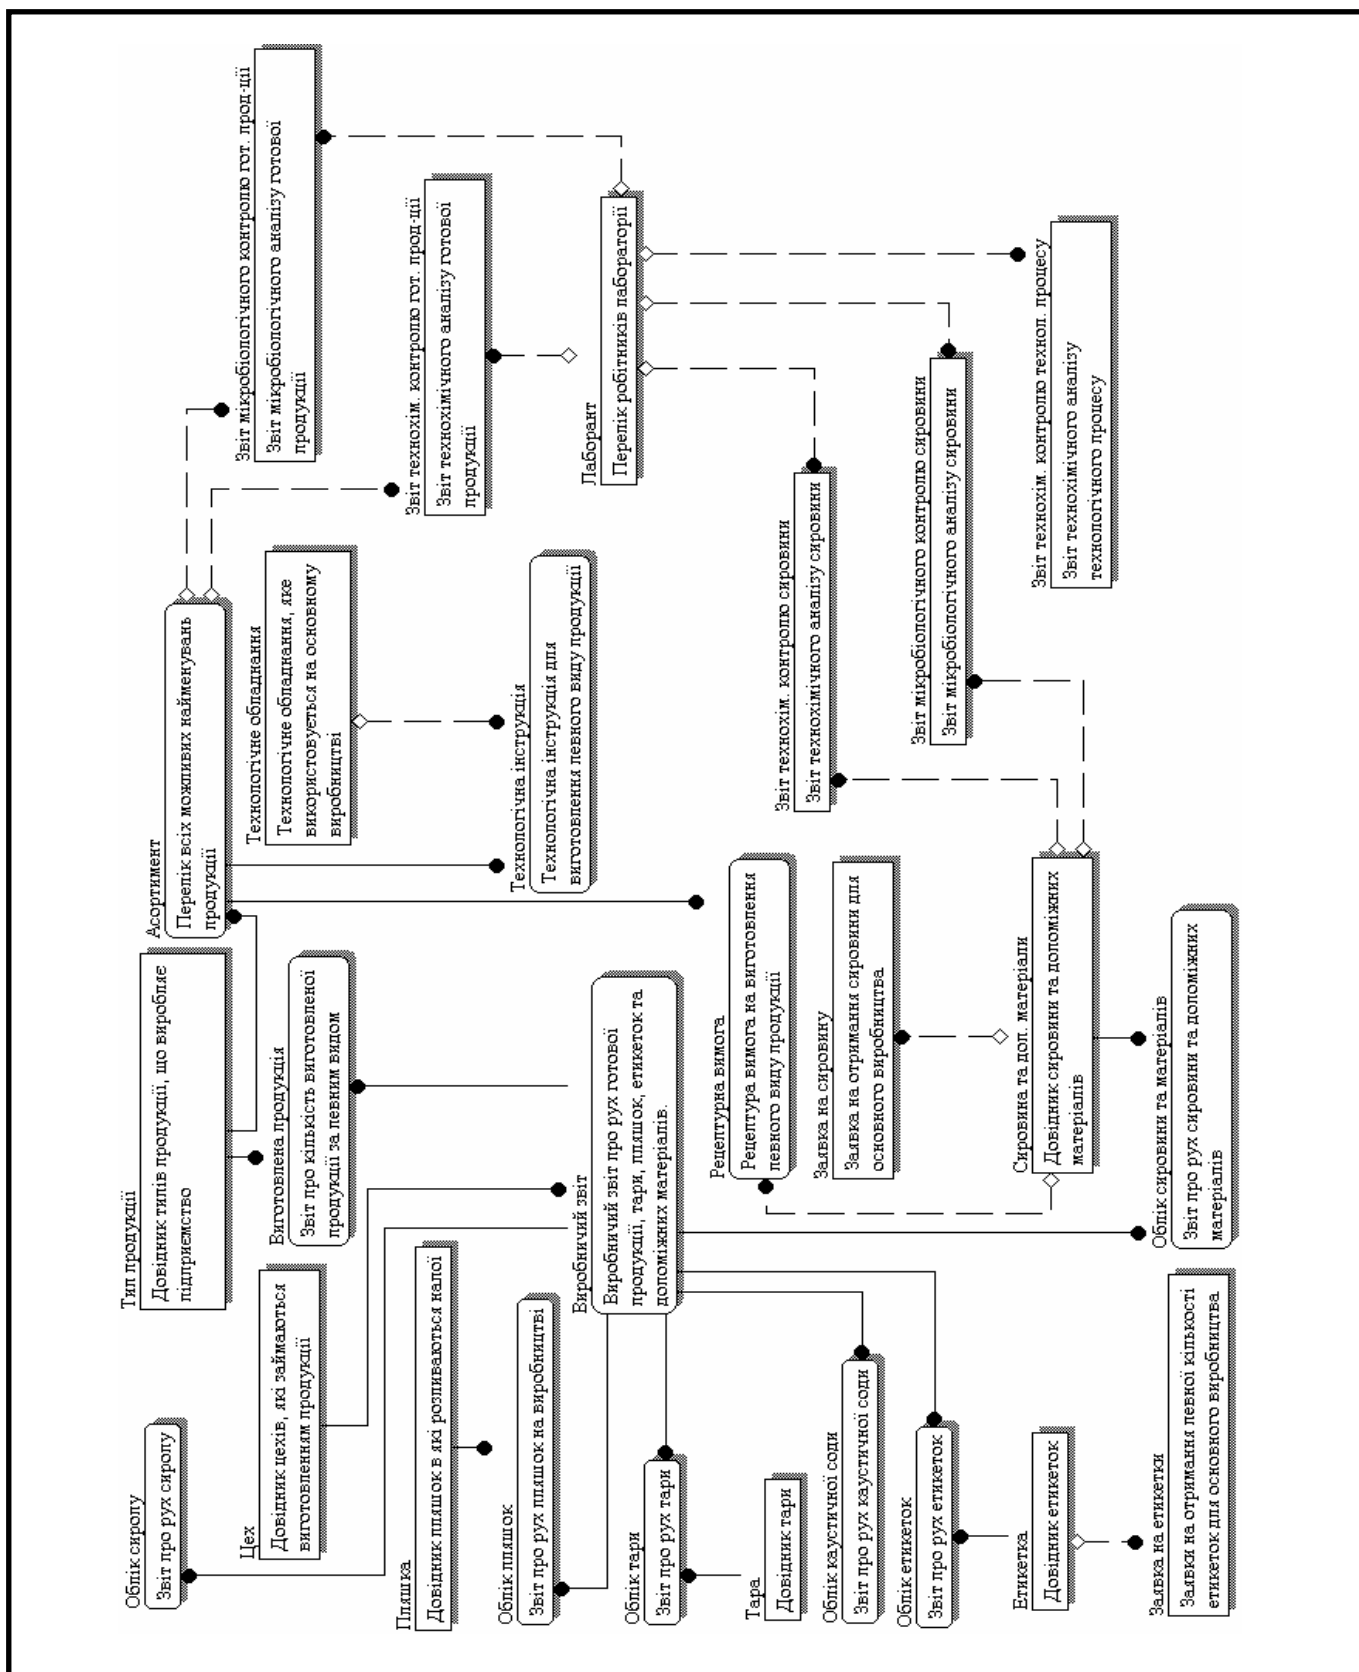 Облік сиропу
Звіт про рух сиропу
Тип продукції
Довідник типів продукції, що виробляє
підприємство
Асортимент
Перелік всіх можливих найменувань
продукції
Звіт мікробіологічного контролю гот. прод-ції
Звіт мікробіологічного аналізу готової
продукції
Цех
Довідник цехів, які займаються
виготовленням продукції
Виготовлена продукція
Звіт про кількість виготовленої
продукції за певним видом
Технологічне обладнання
Технологічне обладнання, яке
використовується на основному
виробництві
Звіт технохім. контролю гот. прод-ції
Звіт технохімічного аналізу готової
продукції
Пляшка
Довідник пляшок в які розливаються напої
Облік пляшок
Звіт про рух пляшок на виробництві
Технологічна інструкція
Технологічна інструкція для
виготовлення певного виду продукції
Виробничий звіт
Виробничий звіт про рух готової
продукції, тари, пляшок, етикеток та
допоміжних матеріалів.
Лаборант
Перелік робітників лабораторії
Облік тари
Звіт про рух тари
Рецептурна вимога
Рецептура вимога на виготовлення
певного виду продукції
Тара
Довідник тари
Звіт технохім. контролю сировини
Звіт технохімічного аналізу сировини
Облік каустичної соди
Звіт про рух каустичної соди
Заявка на сировину
Заявка на отримання сировини для
основного виробництва
Облік етикеток
Звіт про рух етикеток
Звіт мікробіологічного контролю сировини
Звіт мікробіологічного аналізу сировини
Етикетка
Довідник етикеток
Сировина та доп. матеріали
Довідник сировини та допоміжних
матеріалів
Звіт технохім. контролю технол. процесу
Звіт технохімічного аналізу
технологічного процесу
Заявка на етикетки
Заявки на отримання певної кількості
етикеток для основного виробництва
Облік сировини та матеріалів
Звіт про рух сировини та допоміжних
матеріалів